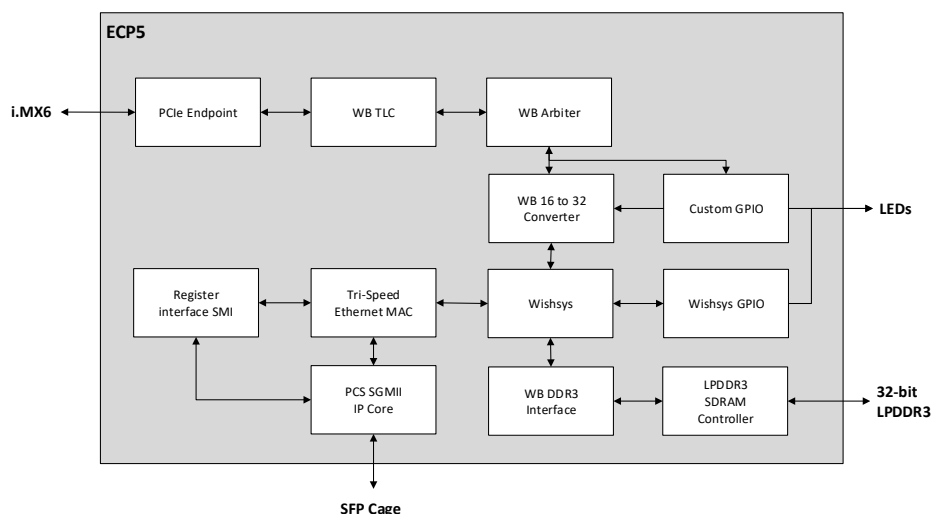 ECP5
i.MX6
PCIe Endpoint
WB TLC
WB Arbiter
WB 16 to 32
Converter
Custom GPIO
LEDs
Register
interface SMI
Tri-Speed
Ethernet MAC
Wishsys
Wishsys GPIO
PCS SGMII
IP Core
WB DDR3
Interface
LPDDR3
SDRAM
Controller
32-bit
LPDDR3
SFP Cage